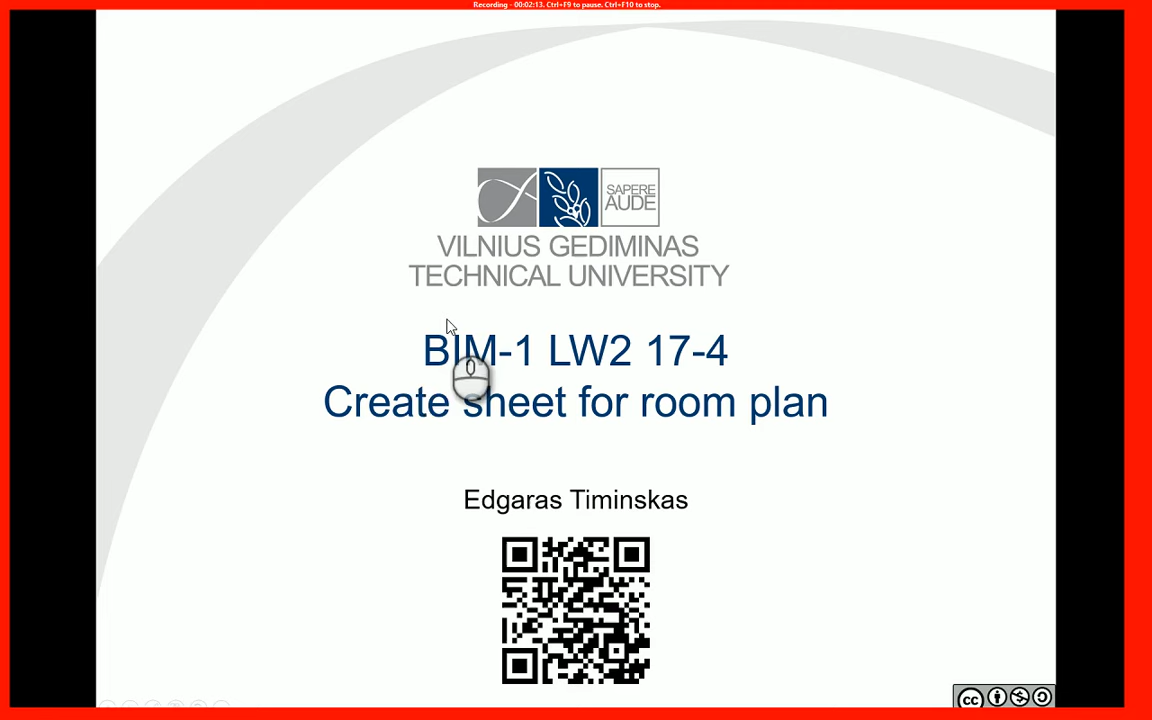 Recording - 00:02:13. Ctrl+F9 to pause. Ctrl+F10 to stop.
SAPERE
AUDE
VILNIUS GEDIMINAS
TECHNICAL UNIVERSITY
BIM-1 LW2 17-4
Create sheet for room plan
Edgaras Timinskas
cc